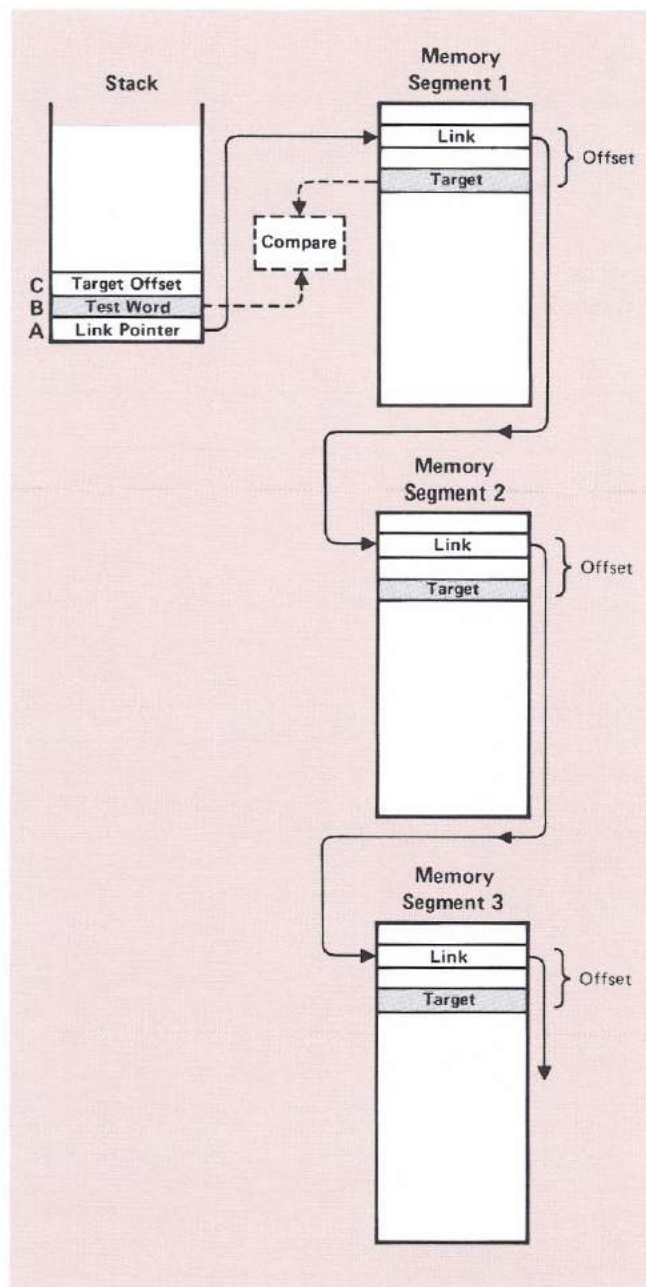 Stack
Memory
Segment 1
Link
Offset
Target
Compare
C Target Offset
B Test Word
A Link Pointer
Memory
Segment 2
Link
Offset
Target
Memory
Segment 3
Link
Offset
Target